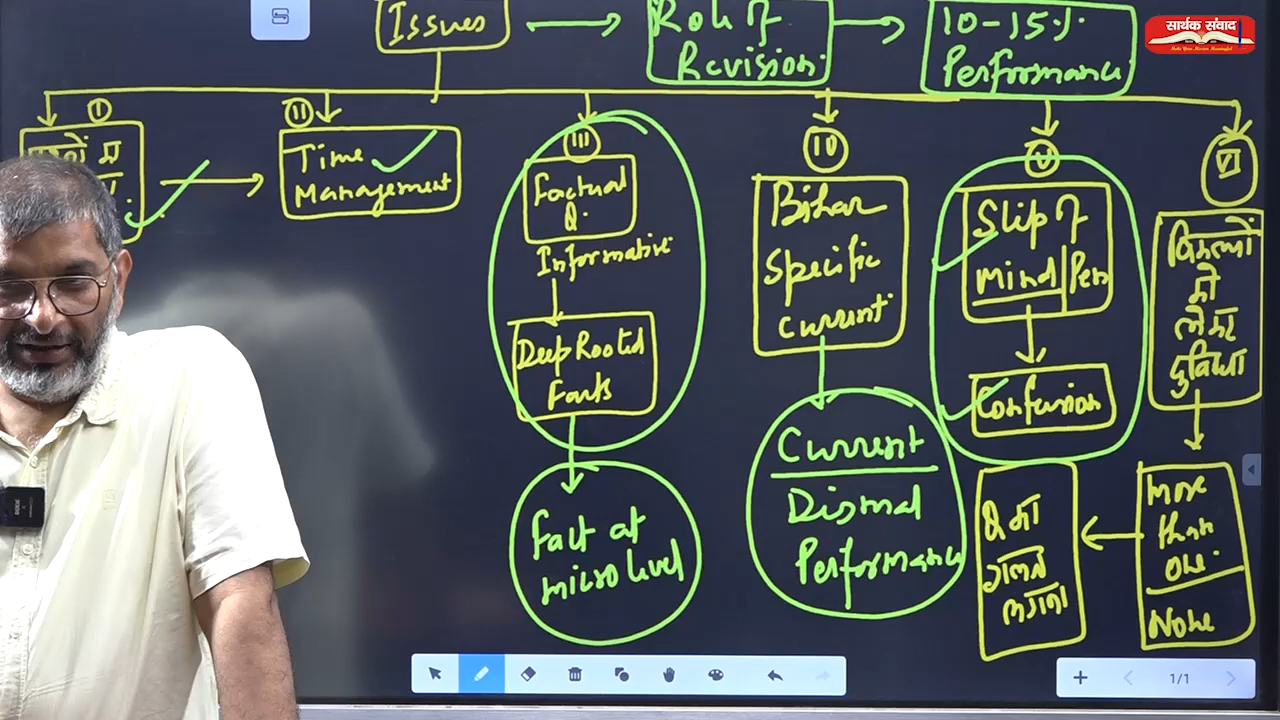 Issues
Role of
Revision
10-15%
Performance
सार्थक संवाद
I
II
Time
Management
III
Factual
Q.
Informative
Deep Rooted
Facts
Fact at
micro level
IV
Bihar
Specific
Current
Current
Dismal
Performance
V
Slip of
Mind/Pen
Confusion
VI
विकल्पों
को
लेकर
दुविधा
More
than
one.
None
Q का
गलत
लगाना
1/1